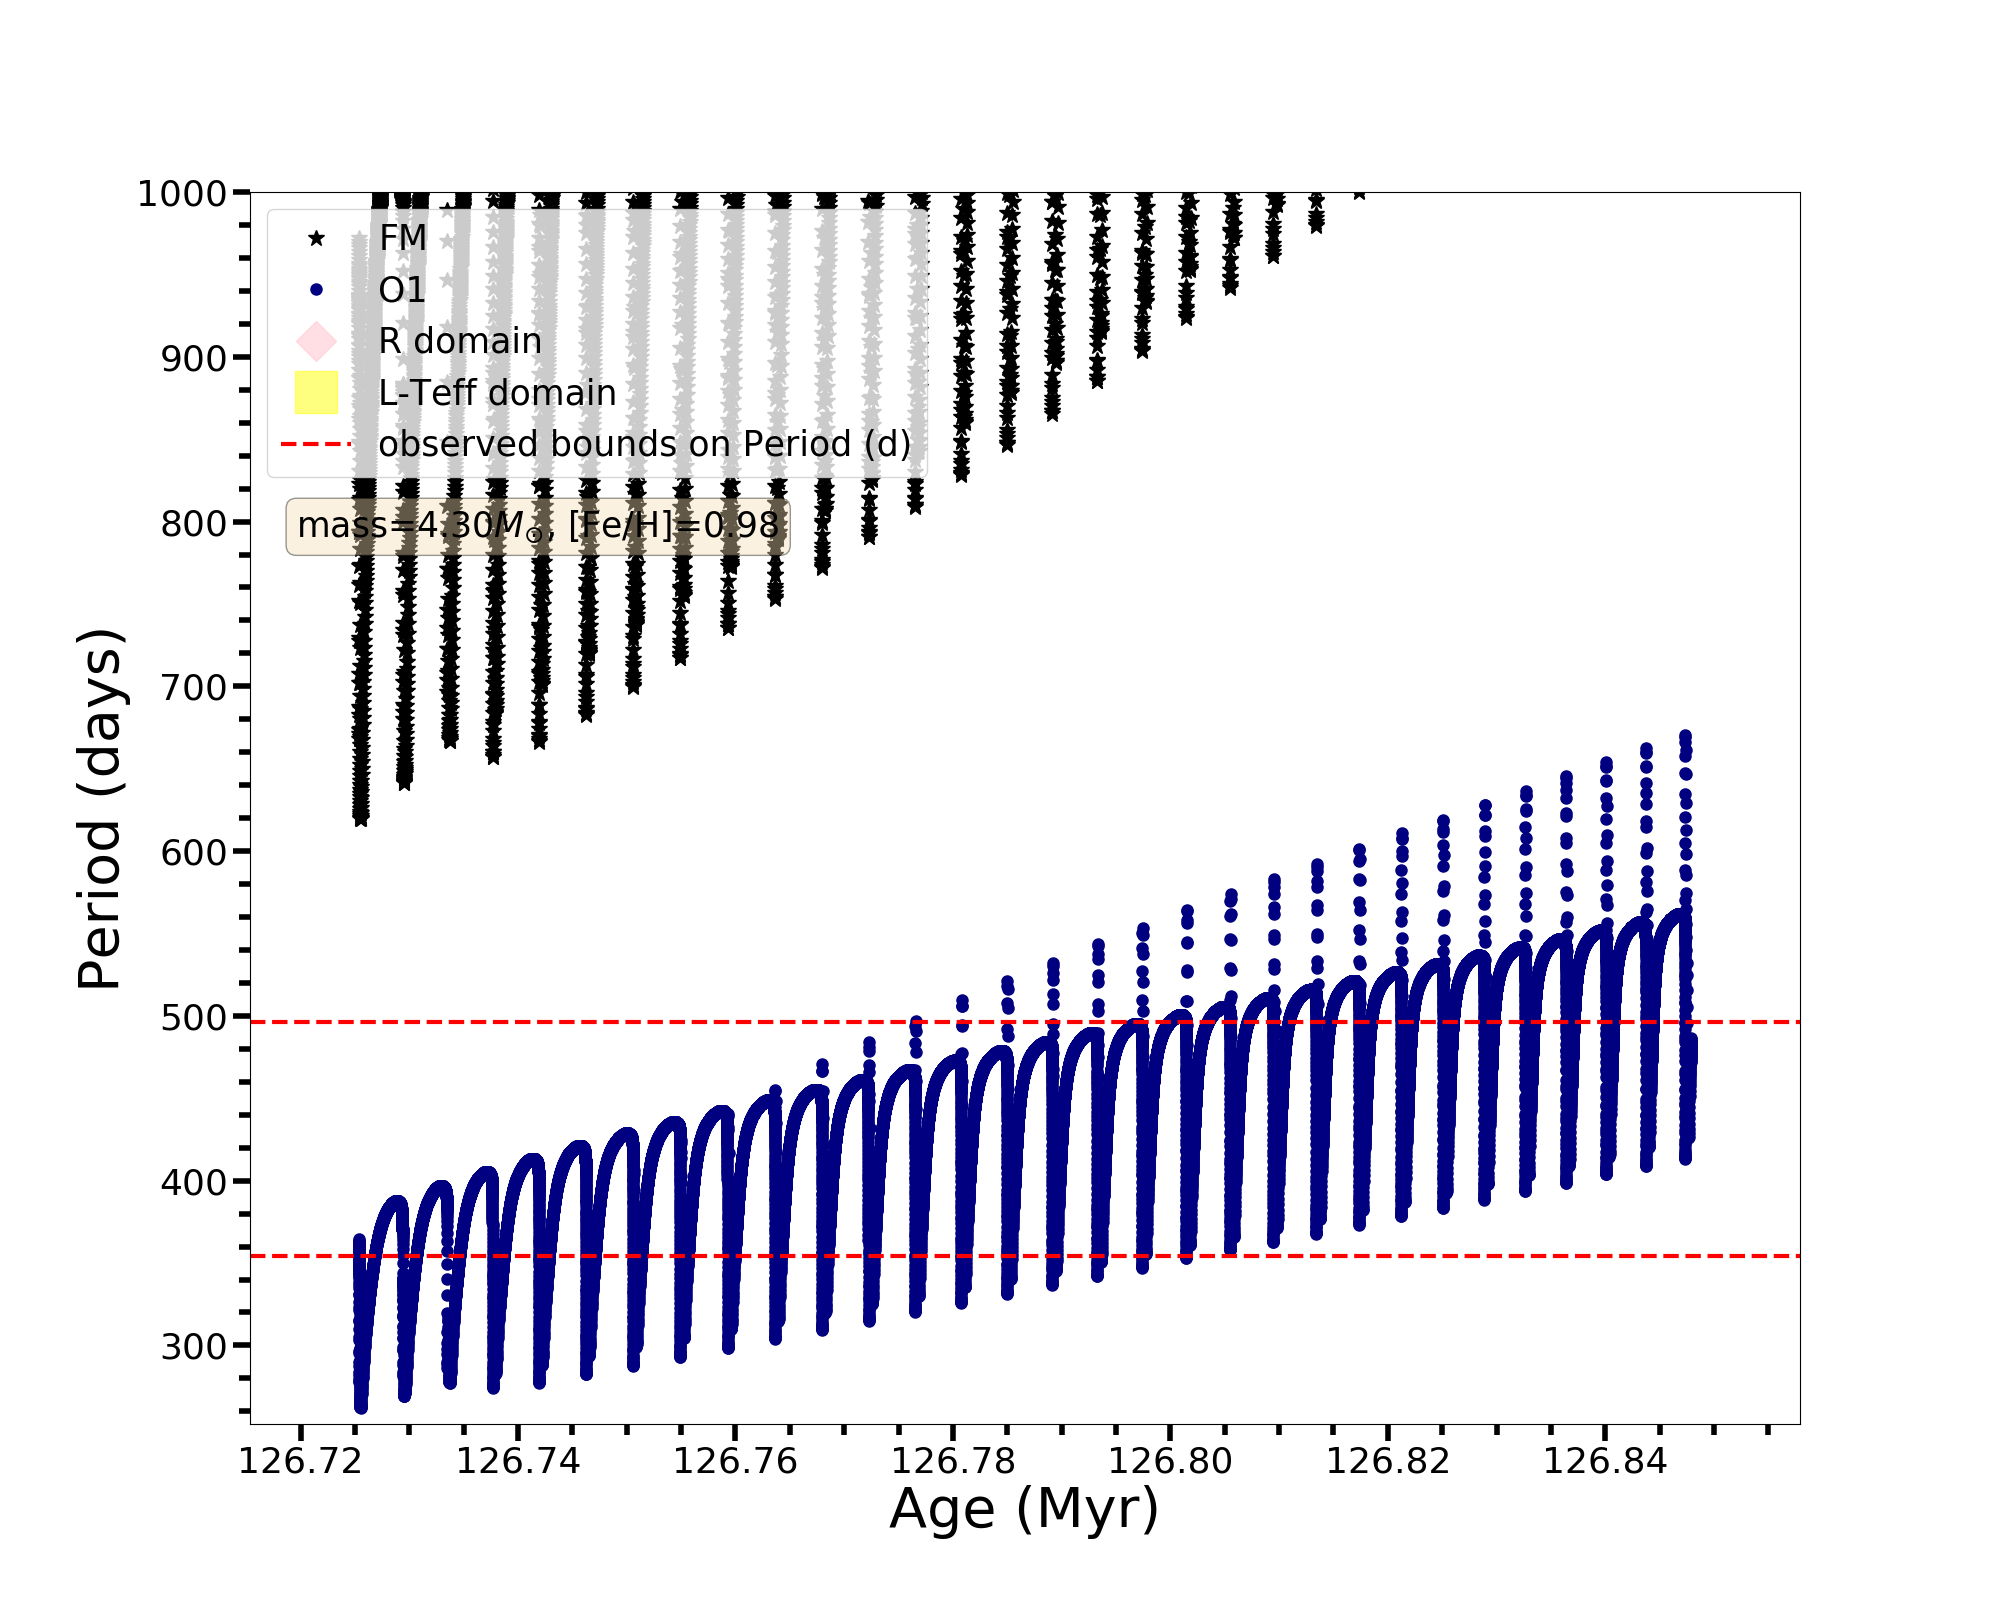 1000
900
800
700
600
500
400
300
Period (days)
FM
O1
R domain
L-Teff domain
observed bounds on Period (d)
mass=4.30M⊙, [Fe/H]=0.98
126.72 126.74 126.76 126.78 126.80 126.82 126.84
Age (Myr)